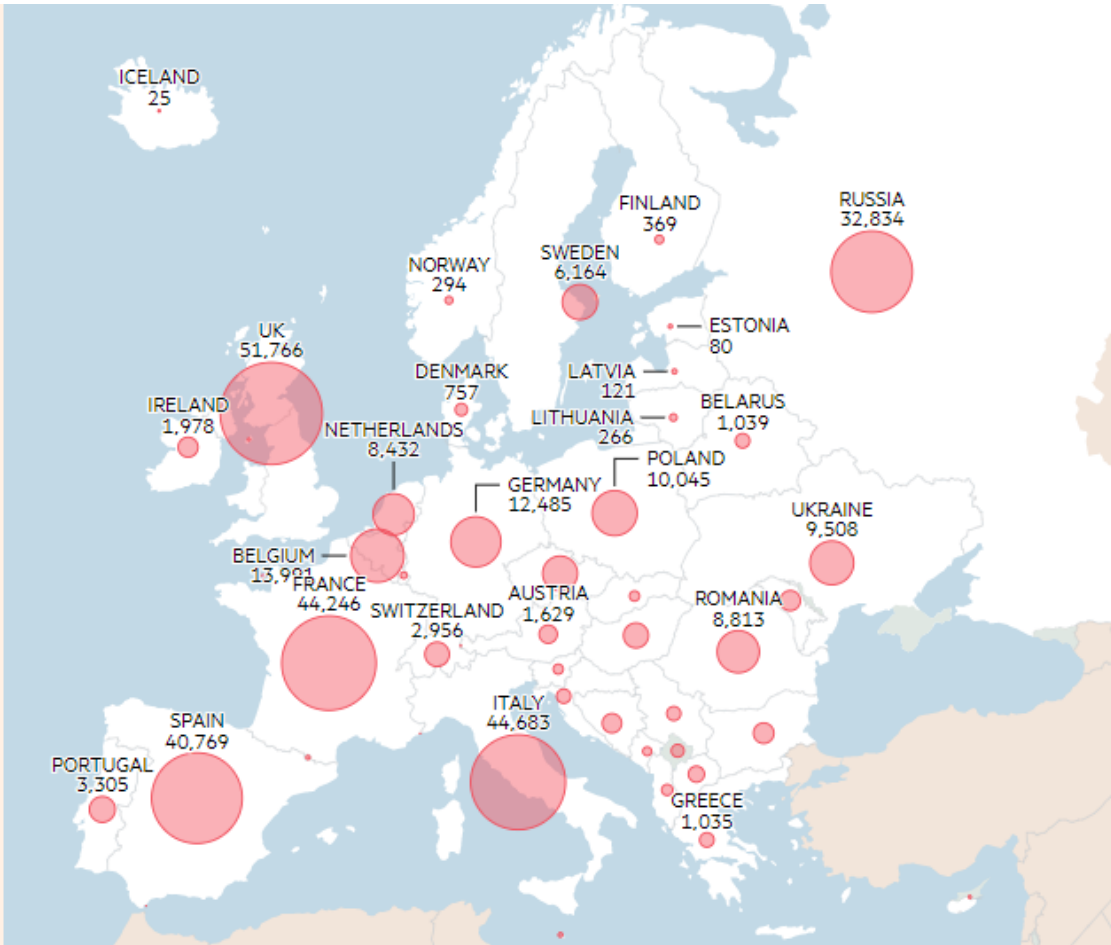 ICELAND
25
FINLAND
369
RUSSIA
32,834
SWEDEN
6,164
NORWAY
294
ESTONIA
80
UK
51,766
DENMARK
757
LATVIA
121
BELARUS
1,039
IRELAND
1,978
LITHUANIA
266
NETHERLANDS
8,432
POLAND
10,045
GERMANY
12,485
UKRAINE
9,508
BELGIUM
13,991
FRANCE
44,246
AUSTRIA
1,629
SWITZERLAND
2,956
ROMANIA
8,813
ITALY
44,683
SPAIN
40,769
PORTUGAL
3,305
GREECE
1,035